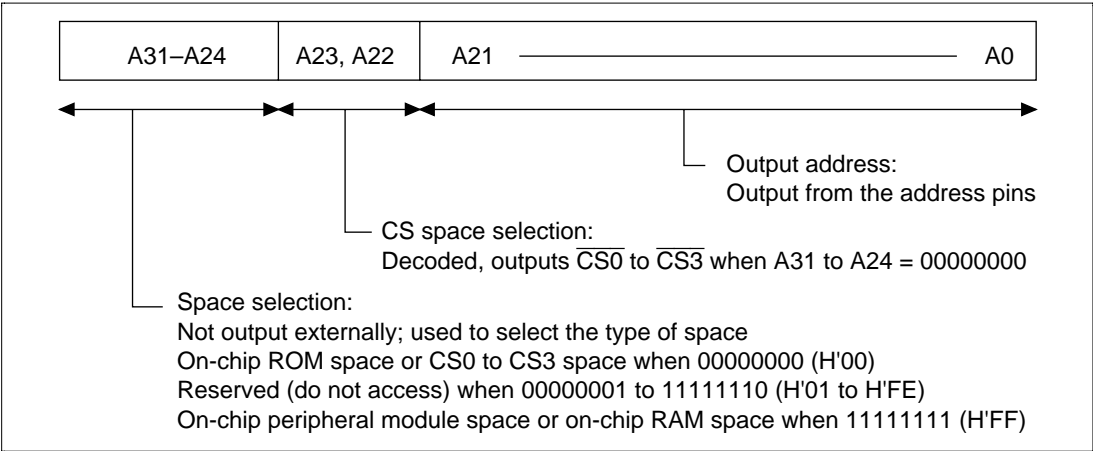 A31–A24 A23, A22 A21 A0
Output address:
Output from the address pins
CS space selection:
Decoded, outputs C̅S̅0̅ to C̅S̅3̅ when A31 to A24 = 00000000
Space selection:
Not output externally; used to select the type of space
On-chip ROM space or CS0 to CS3 space when 00000000 (H'00)
Reserved (do not access) when 00000001 to 11111110 (H'01 to H'FE)
On-chip peripheral module space or on-chip RAM space when 11111111 (H'FF)